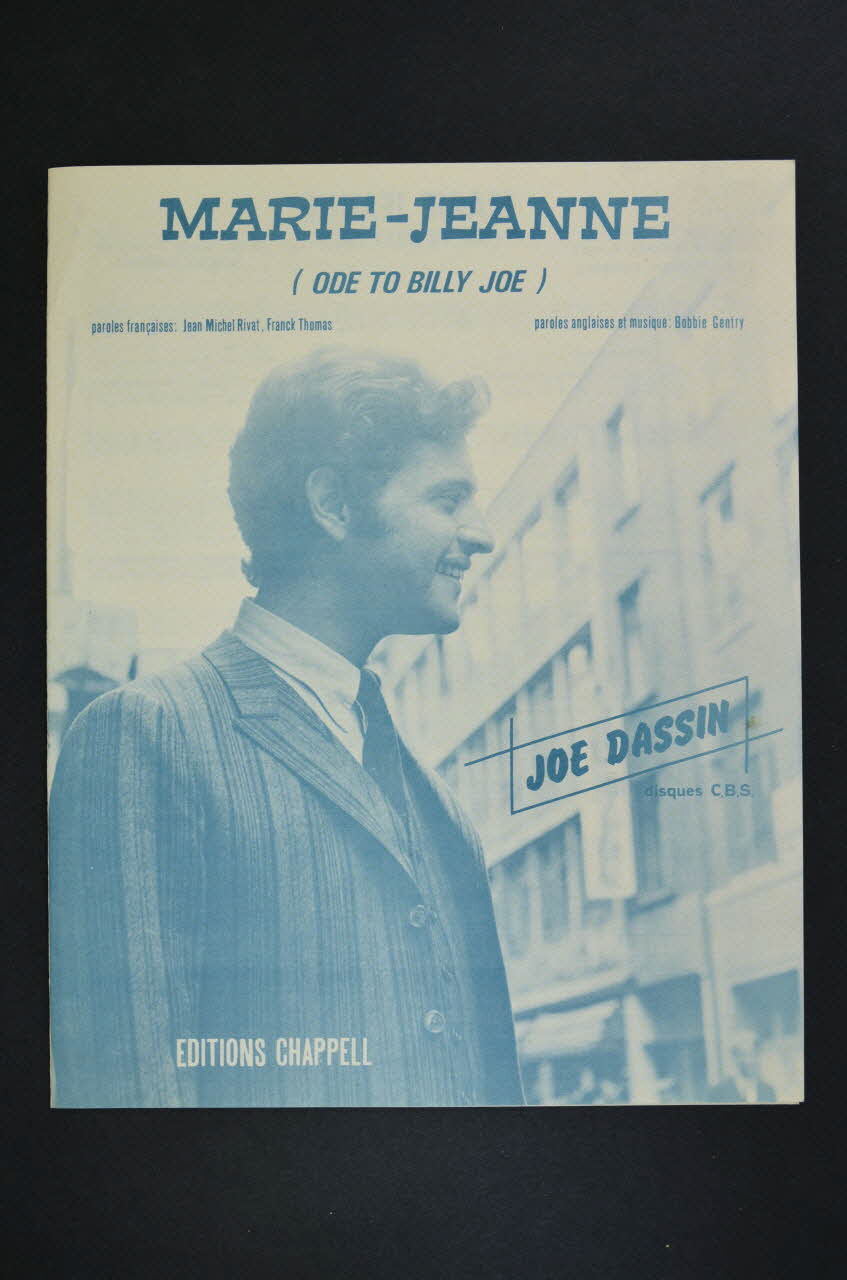 MARIE-JEANNE
( ODE TO BILLY JOE )
paroles françaises: Jean Michel Rivat, Franck Thomas
paroles anglaises et musique: Bobbie Gentry
JOE DASSIN
disques C.B.S.
EDITIONS CHAPPELL